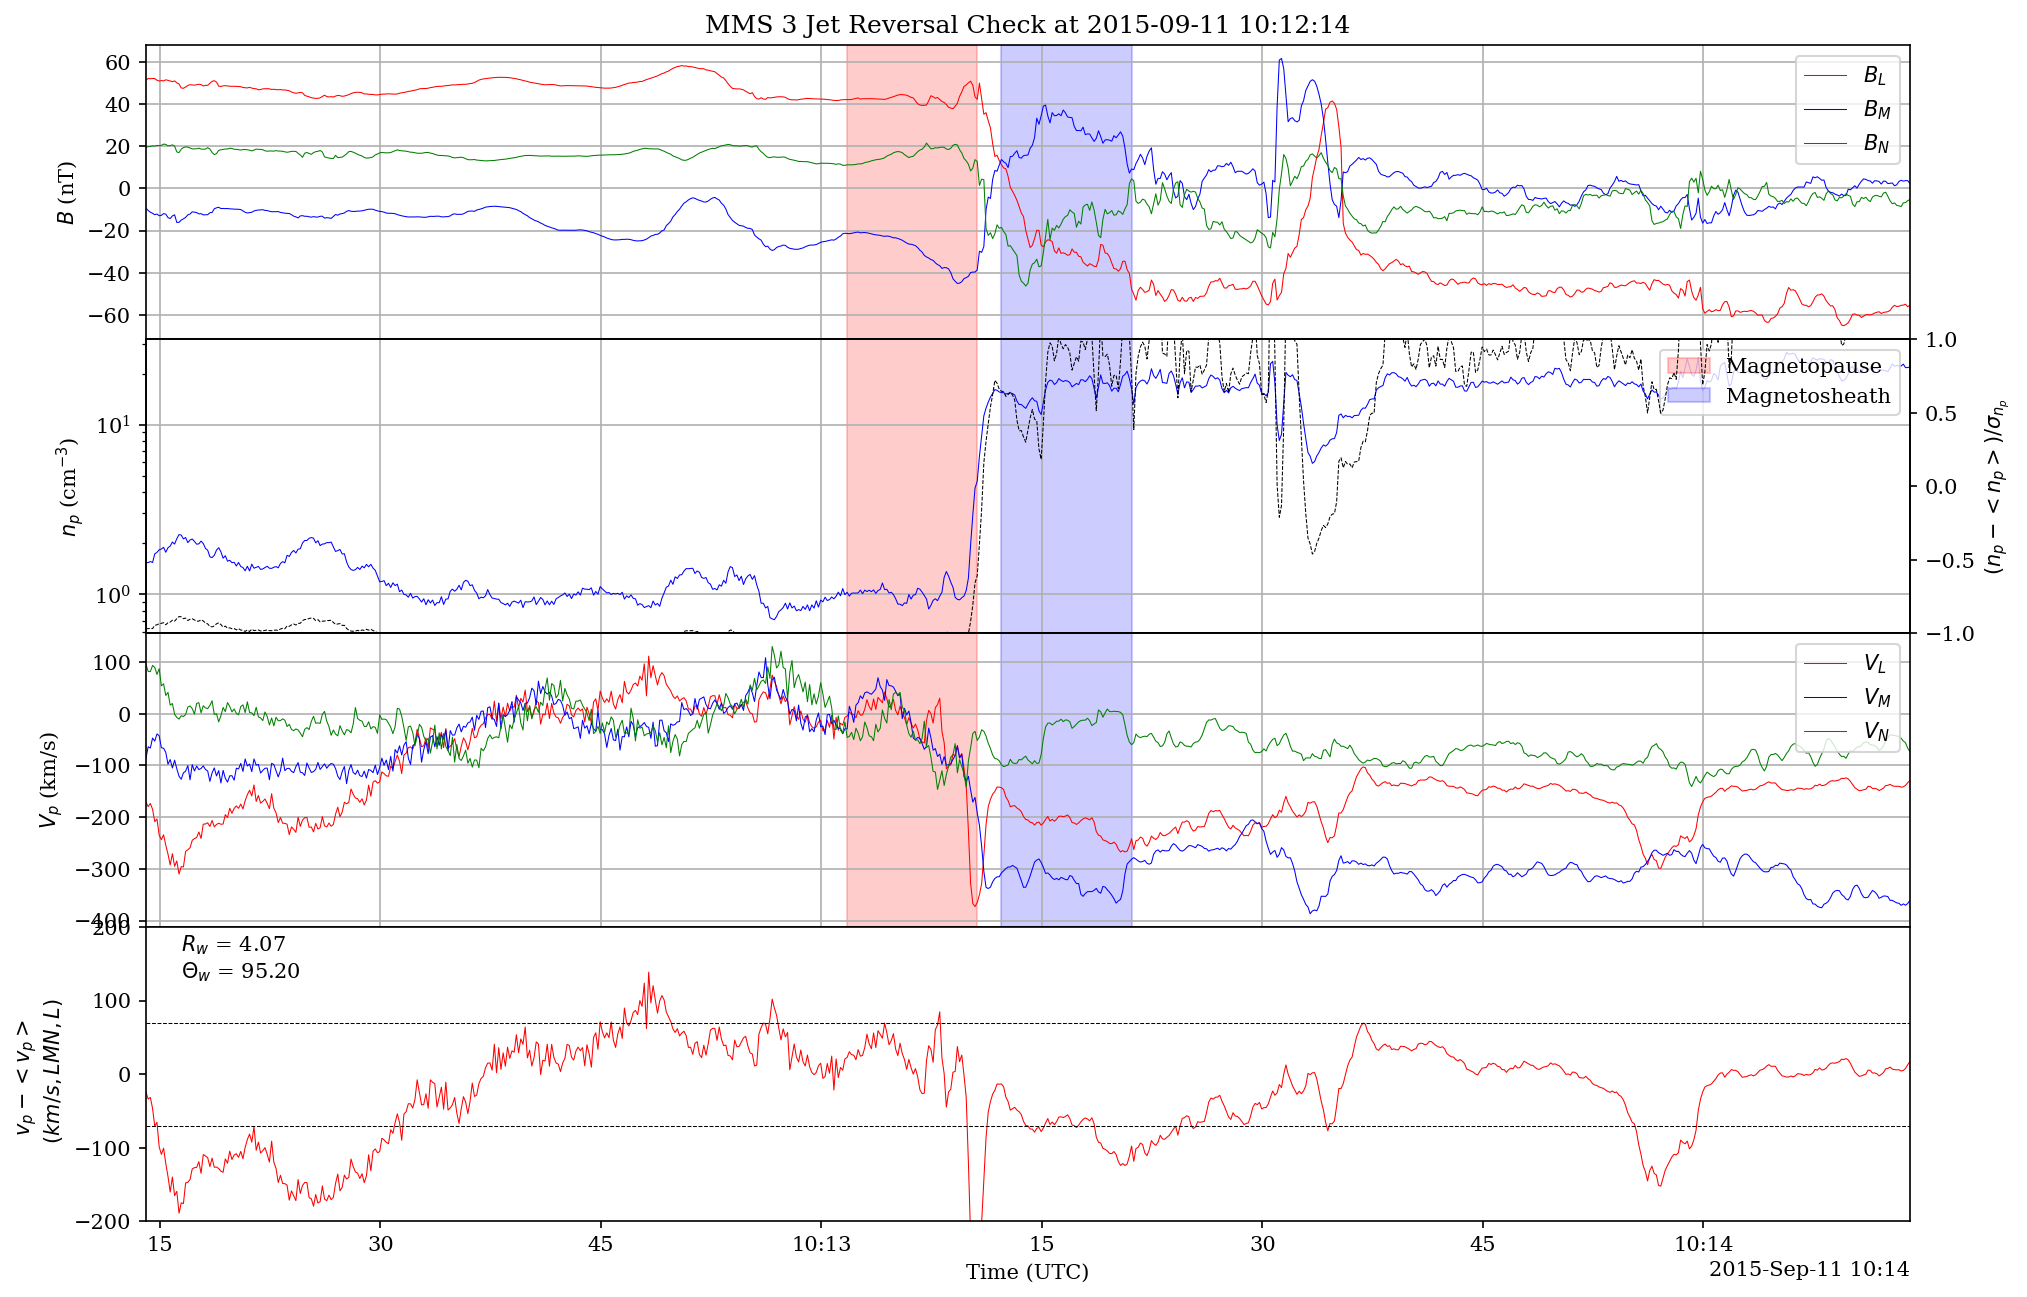 MMS 3 Jet Reversal Check at 2015-09-11 10:12:14
60
40
20
0
−20
−40
−60
B (nT)
B_L
B_M
B_N
10^1
10^0
n_p (cm^−3)
1.0
0.5
0.0
−0.5
−1.0
(n_p − < n_p > )/σ_{n_p}
Magnetopause
Magnetosheath
100
0
−100
−200
−300
−400
V_p (km/s)
V_L
V_M
V_N
200
100
0
−100
−200
v_p − < v_p >
(km/s, LMN, L)
R_w = 4.07
Θ_w = 95.20
15
30
45
10:13
15
30
45
10:14
Time (UTC)
2015-Sep-11 10:14